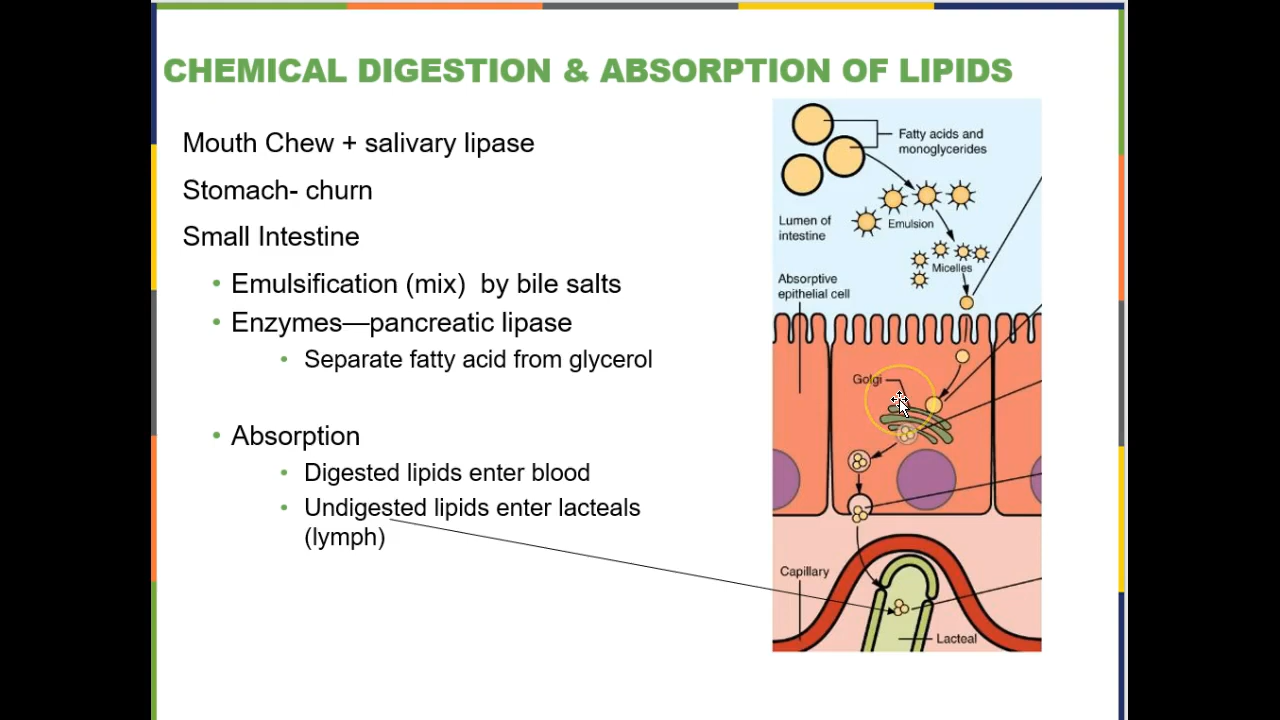 CHEMICAL DIGESTION & ABSORPTION OF LIPIDS
Mouth Chew + salivary lipase
Stomach- churn
Small Intestine
• Emulsification (mix)  by bile salts
• Enzymes—pancreatic lipase
• Separate fatty acid from glycerol
• Absorption
• Digested lipids enter blood
• Undigested lipids enter lacteals
(lymph)
Fatty acids and
monoglycerides
Lumen of
intestine
Emulsion
Micelles
Absorptive
epithelial cell
Golgi
Capillary
Lacteal